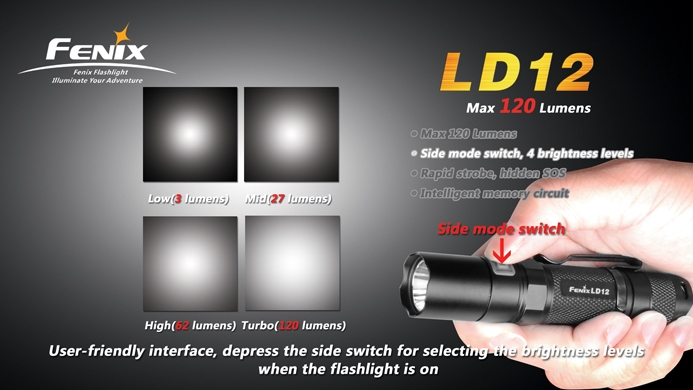 FENIX
Fenix Flashlight
Illuminate Your Adventure
LD12
Max 120 Lumens
• Max 120 Lumens
• Side mode switch, 4 brightness levels
• Rapid strobe, hidden SOS
• Intelligent memory circuit
Low(3 lumens) Mid(27 lumens)
High(62 lumens) Turbo(120 lumens)
Side mode switch
FENIX LD12
User-friendly interface, depress the side switch for selecting the brightness levels
when the flashlight is on